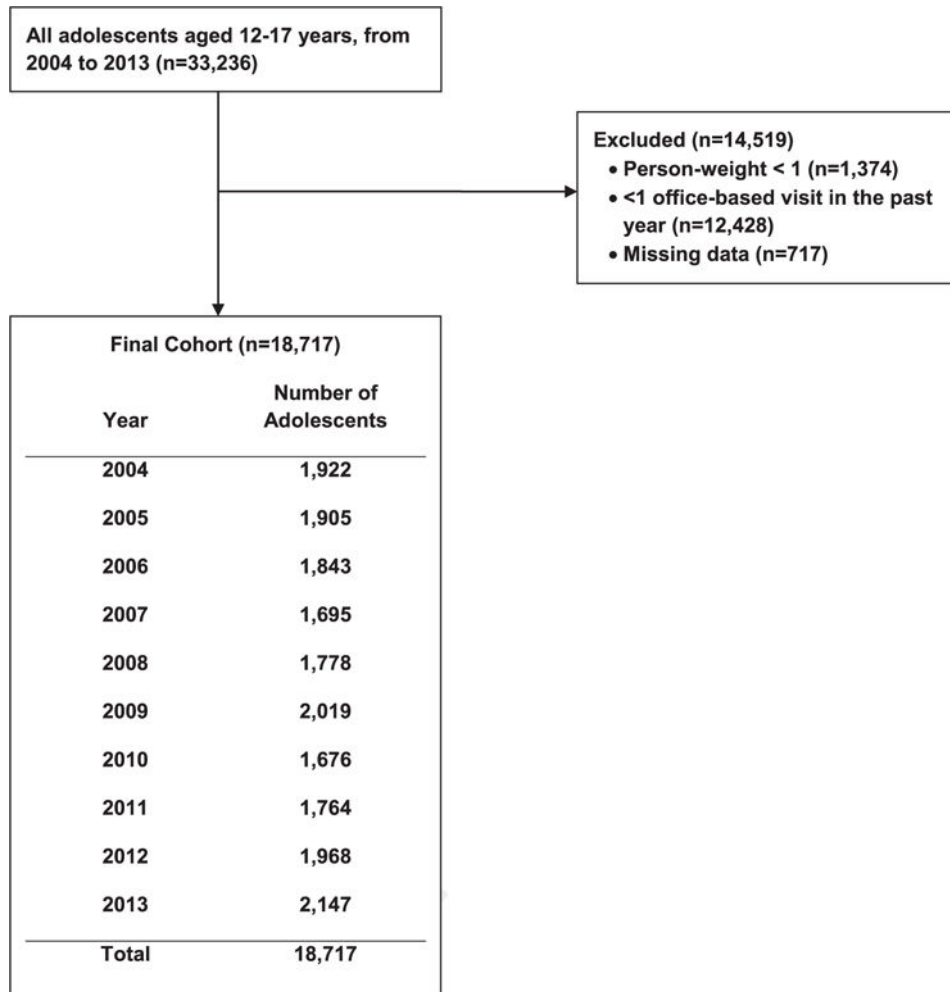 All adolescents aged 12-17 years, from
2004 to 2013 (n=33,236)
Excluded (n=14,519)
• Person-weight < 1 (n=1,374)
• <1 office-based visit in the past
year (n=12,428)
• Missing data (n=717)
Final Cohort (n=18,717)
Number of
Year Adolescents
2004 1,922
2005 1,905
2006 1,843
2007 1,695
2008 1,778
2009 2,019
2010 1,676
2011 1,764
2012 1,968
2013 2,147
Total 18,717